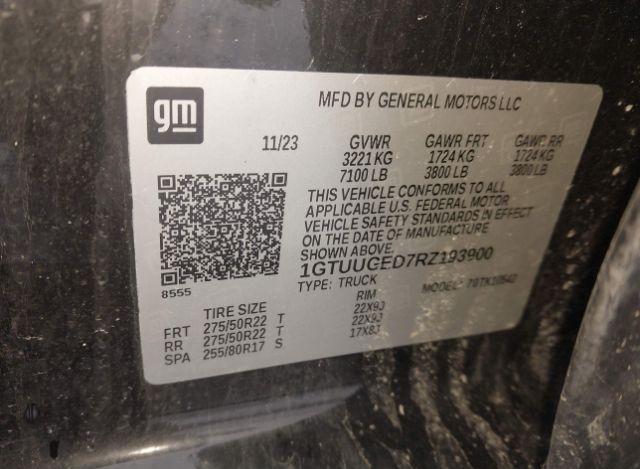 gm
MFD BY GENERAL MOTORS LLC
11/23 GVWR GAWR FRT GAWR RR
3221 KG 1724 KG 1724 KG
7100 LB 3800 LB 3800 LB
THIS VEHICLE CONFORMS TO ALL
APPLICABLE U.S. FEDERAL MOTOR
VEHICLE SAFETY STANDARDS IN EFFECT
ON THE DATE OF MANUFACTURE
SHOWN ABOVE.
1GTUUGED7RZ193900
TYPE: TRUCK MODEL:
8555
TIRE SIZE RIM
FRT 275/50R22 T 22X9J
RR 275/50R22 T 22X9J
SPA 255/80R17 S 17X8J